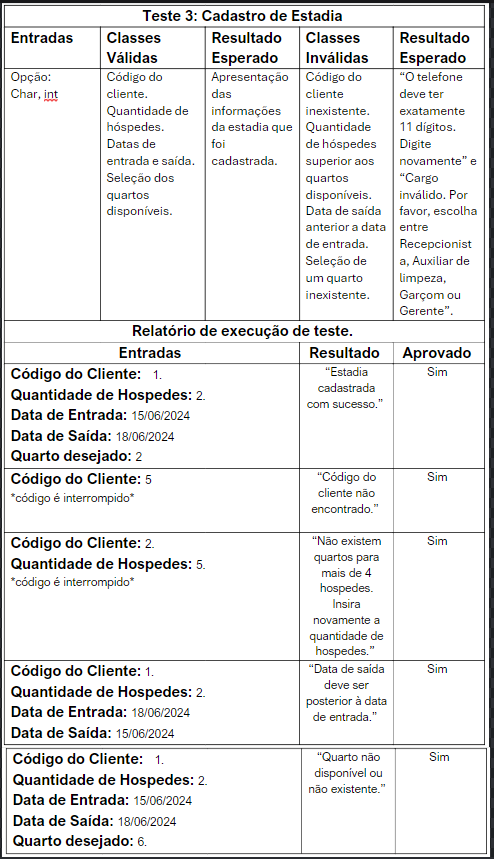 Teste 3: Cadastro de Estadia
Entradas
Classes Válidas
Resultado Esperado
Classes Inválidas
Resultado Esperado
Opção:
Char, int
Código do
cliente.
Quantidade de
hóspedes.
Datas de
entrada e saída.
Seleção dos
quartos
disponíveis.
Apresentação
das
informações
da estadia que
foi
cadastrada.
Código do
cliente
inexistente.
Quantidade
de hóspedes
superior aos
quartos
disponíveis.
Data de saída
anterior a data
de entrada.
Seleção de
um quarto
inexistente.
“O telefone
deve ter
exatamente
11 dígitos.
Digite
novamente” e
“Cargo
inválido. Por
favor, escolha
entre
Recepcionist
a, Auxiliar de
limpeza,
Garçom ou
Gerente”.
Relatório de execução de teste.
Entradas
Resultado
Aprovado
Código do Cliente: 1.
Quantidade de Hospedes: 2.
Data de Entrada: 15/06/2024
Data de Saída: 18/06/2024
Quarto desejado: 2
“Estadia
cadastrada
com sucesso.”
Sim
Código do Cliente: 5
*código é interrompido*
“Código do
cliente não
encontrado.”
Sim
Código do Cliente: 2.
Quantidade de Hospedes: 5.
*código é interrompido*
“Não existem
quartos para
mais de 4
hospedes.
Insira
novamente a
quantidade de
hospedes.”
Sim
Código do Cliente: 1.
Quantidade de Hospedes: 2.
Data de Entrada: 18/06/2024
Data de Saída: 15/06/2024
“Data de saída
deve ser
posterior à data
de entrada.”
Sim
Código do Cliente: 1.
Quantidade de Hospedes: 2.
Data de Entrada: 15/06/2024
Data de Saída: 18/06/2024
Quarto desejado: 6.
“Quarto não
disponível ou
não existente.”
Sim